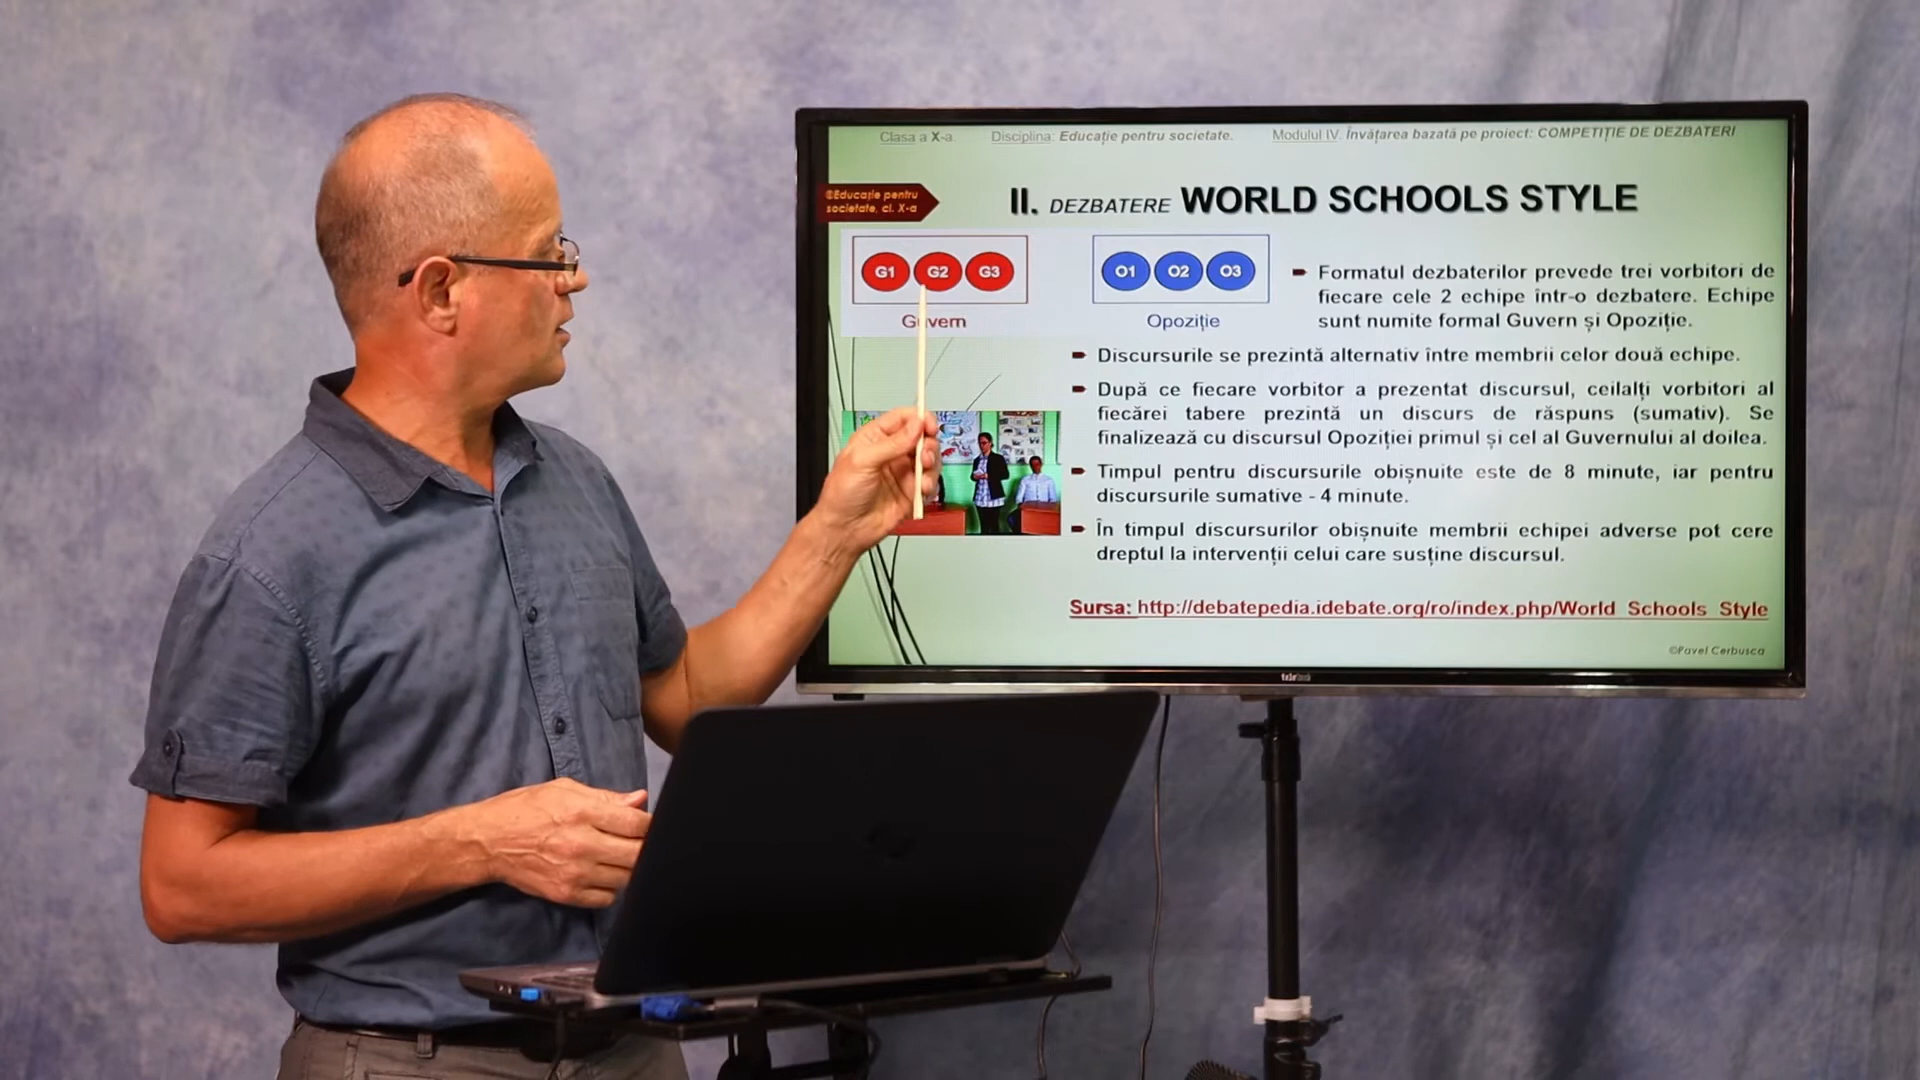 Clasa a X-a. Disciplina: Educație pentru societate. Modulul IV. Învățarea bazată pe proiect: COMPETIȚIE DE DEZBATERI
©Educație pentru
societate, cl. X-a
II. DEZBATERE WORLD SCHOOLS STYLE
G1 G2 G3
Guvern
O1 O2 O3
Opoziție
Formatul dezbaterilor prevede trei vorbitori de
fiecare cele 2 echipe într-o dezbatere. Echipe
sunt numite formal Guvern și Opoziție.
Discursurile se prezintă alternativ între membrii celor două echipe.
După ce fiecare vorbitor a prezentat discursul, ceilalți vorbitori al
fiecărei tabere prezintă un discurs de răspuns (sumativ). Se
finalizează cu discursul Opoziției primul și cel al Guvernului al doilea.
Timpul pentru discursurile obișnuite este de 8 minute, iar pentru
discursurile sumative - 4 minute.
În timpul discursurilor obișnuite membrii echipei adverse pot cere
dreptul la intervenții celui care susține discursul.
Sursa: http://debatepedia.idebate.org/ro/index.php/World_Schools_Style
©Pavel Cerbusca